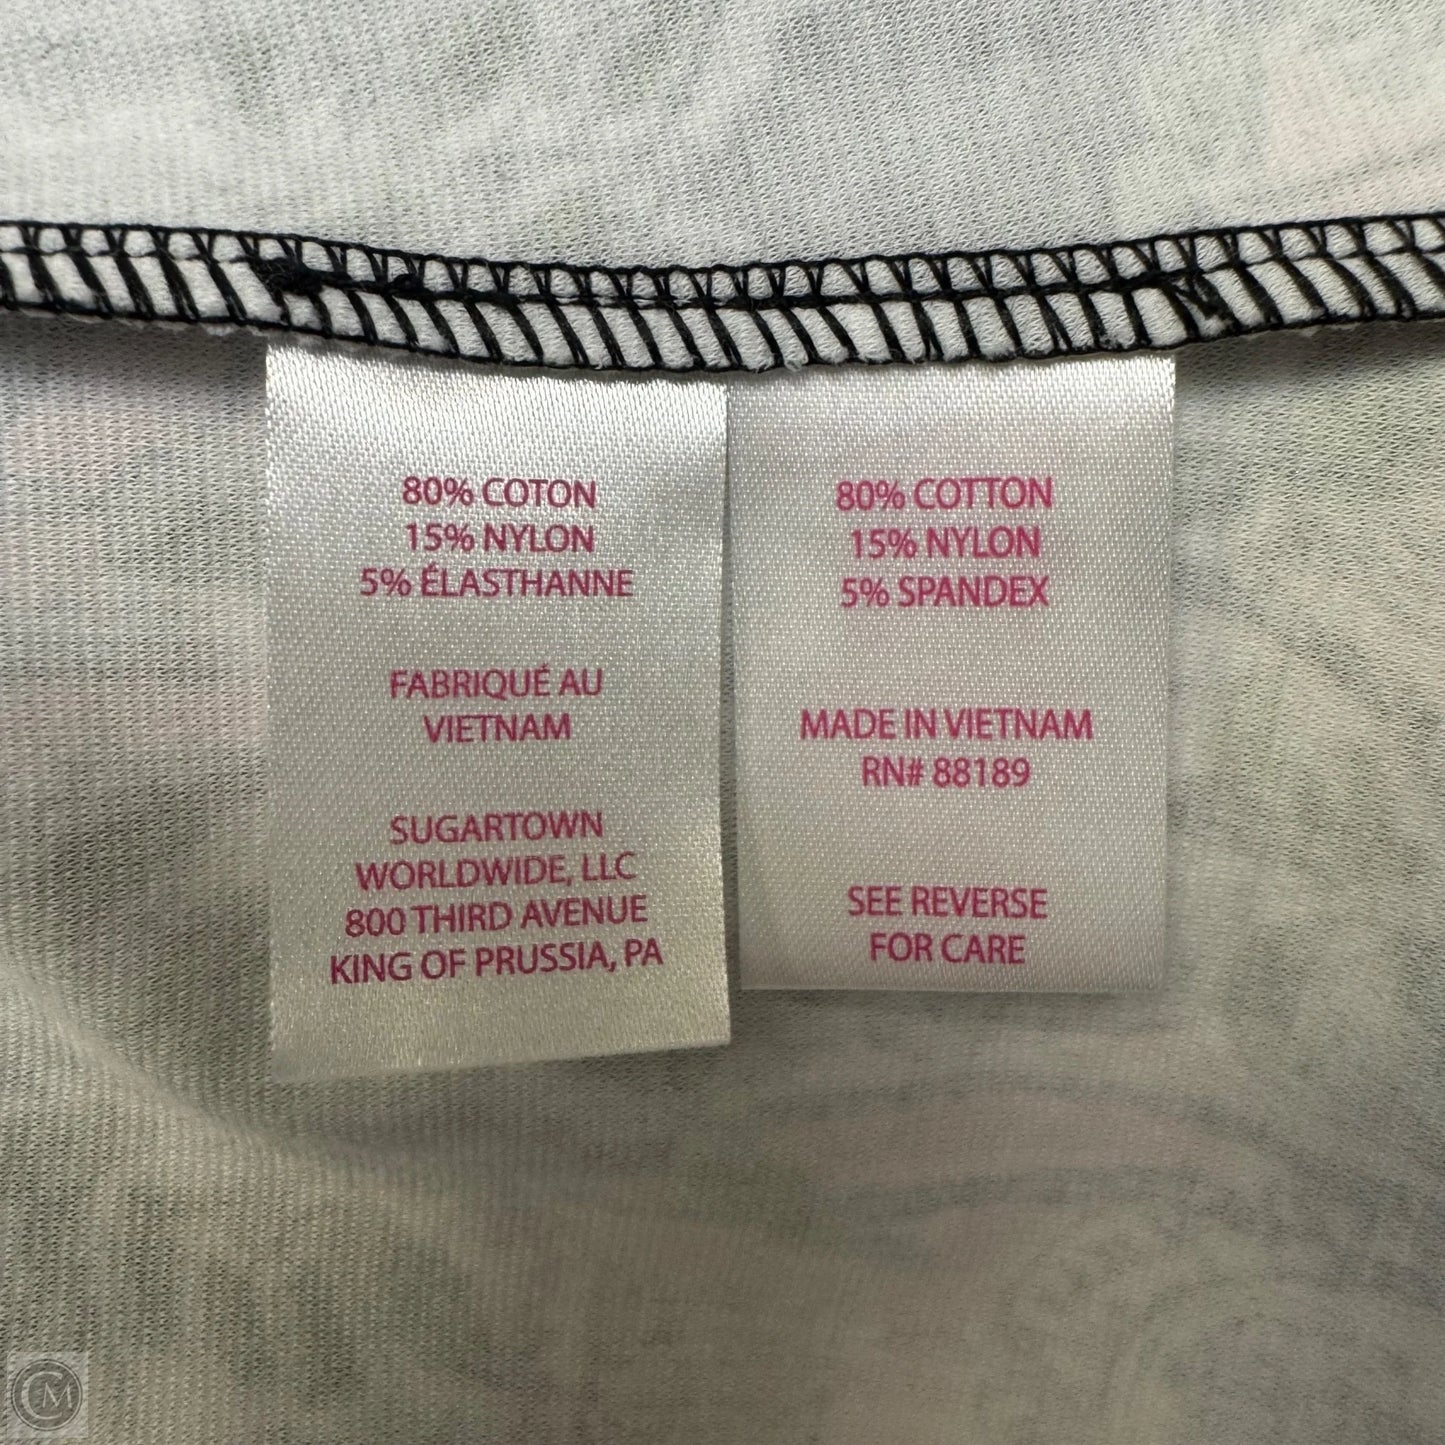 80% COTON
15% NYLON
5% ÉLASTHANNE
FABRIQUÉ AU
VIETNAM
SUGARTOWN
WORLDWIDE, LLC
800 THIRD AVENUE
KING OF PRUSSIA, PA
80% COTTON
15% NYLON
5% SPANDEX
MADE IN VIETNAM
RN# 88189
SEE REVERSE
FOR CARE
CM